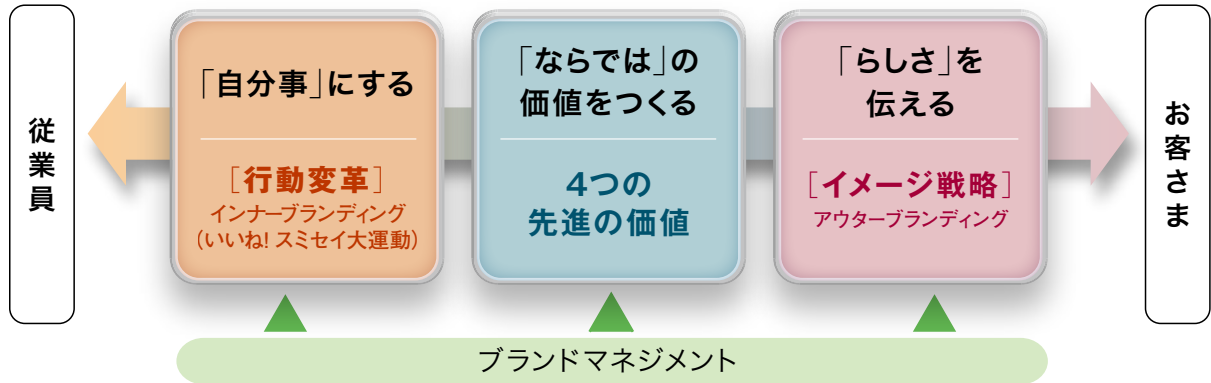 従業員
「自分事」にする
[行動変革]
インナーブランディング
(いいね! スミセイ大運動)
「ならでは」の
価値をつくる
4つの
先進の価値
「らしさ」を
伝える
[イメージ戦略]
アウターブランディング
お客さま
ブランドマネジメント